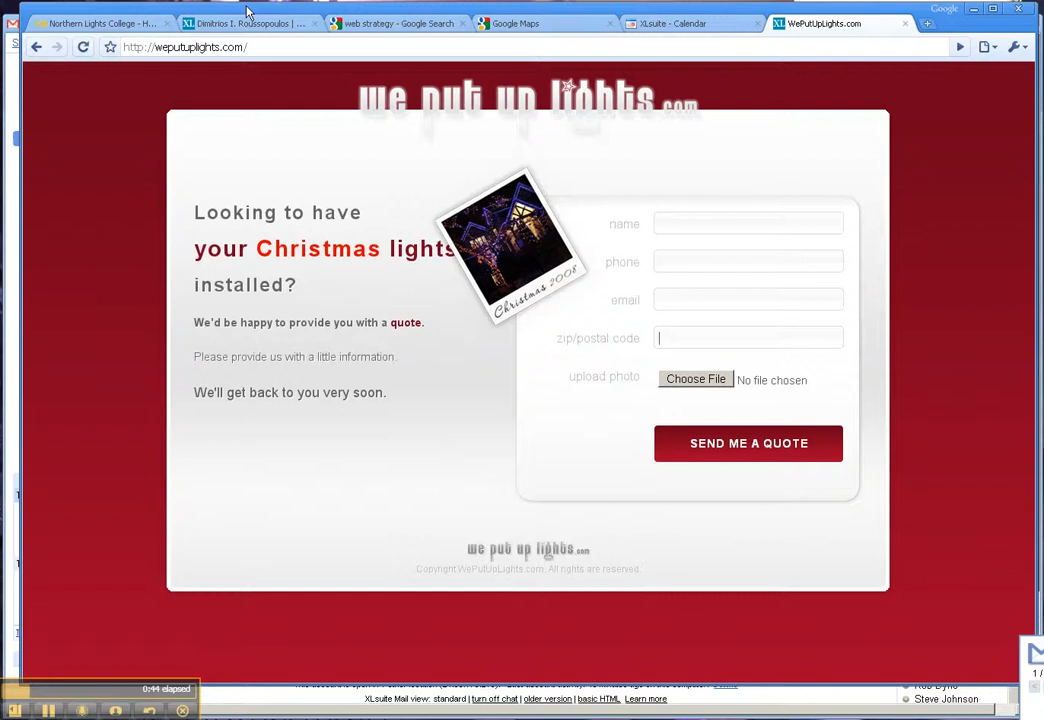 Google
Northern Lights College - H...
Dimitrios I. Roussopoulos | ...
web strategy - Google Search
Google Maps
XLsuite - Calendar
WePutUpLights.com
http://weputuplights.com/
we put up lights.com
Looking to have
your Christmas lights
installed?
We'd be happy to provide you with a quote.
Please provide us with a little information.
We'll get back to you very soon.
Christmas 2008
name
phone
email
zip/postal code
upload photo
Choose File No file chosen
SEND ME A QUOTE
we put up lights.com
Copyright WePutUpLights.com. All rights are reserved.
0:44 elapsed
1/
XLsuite Mail view: standard | turn off chat | older version | basic HTML Learn more
Steve Johnson